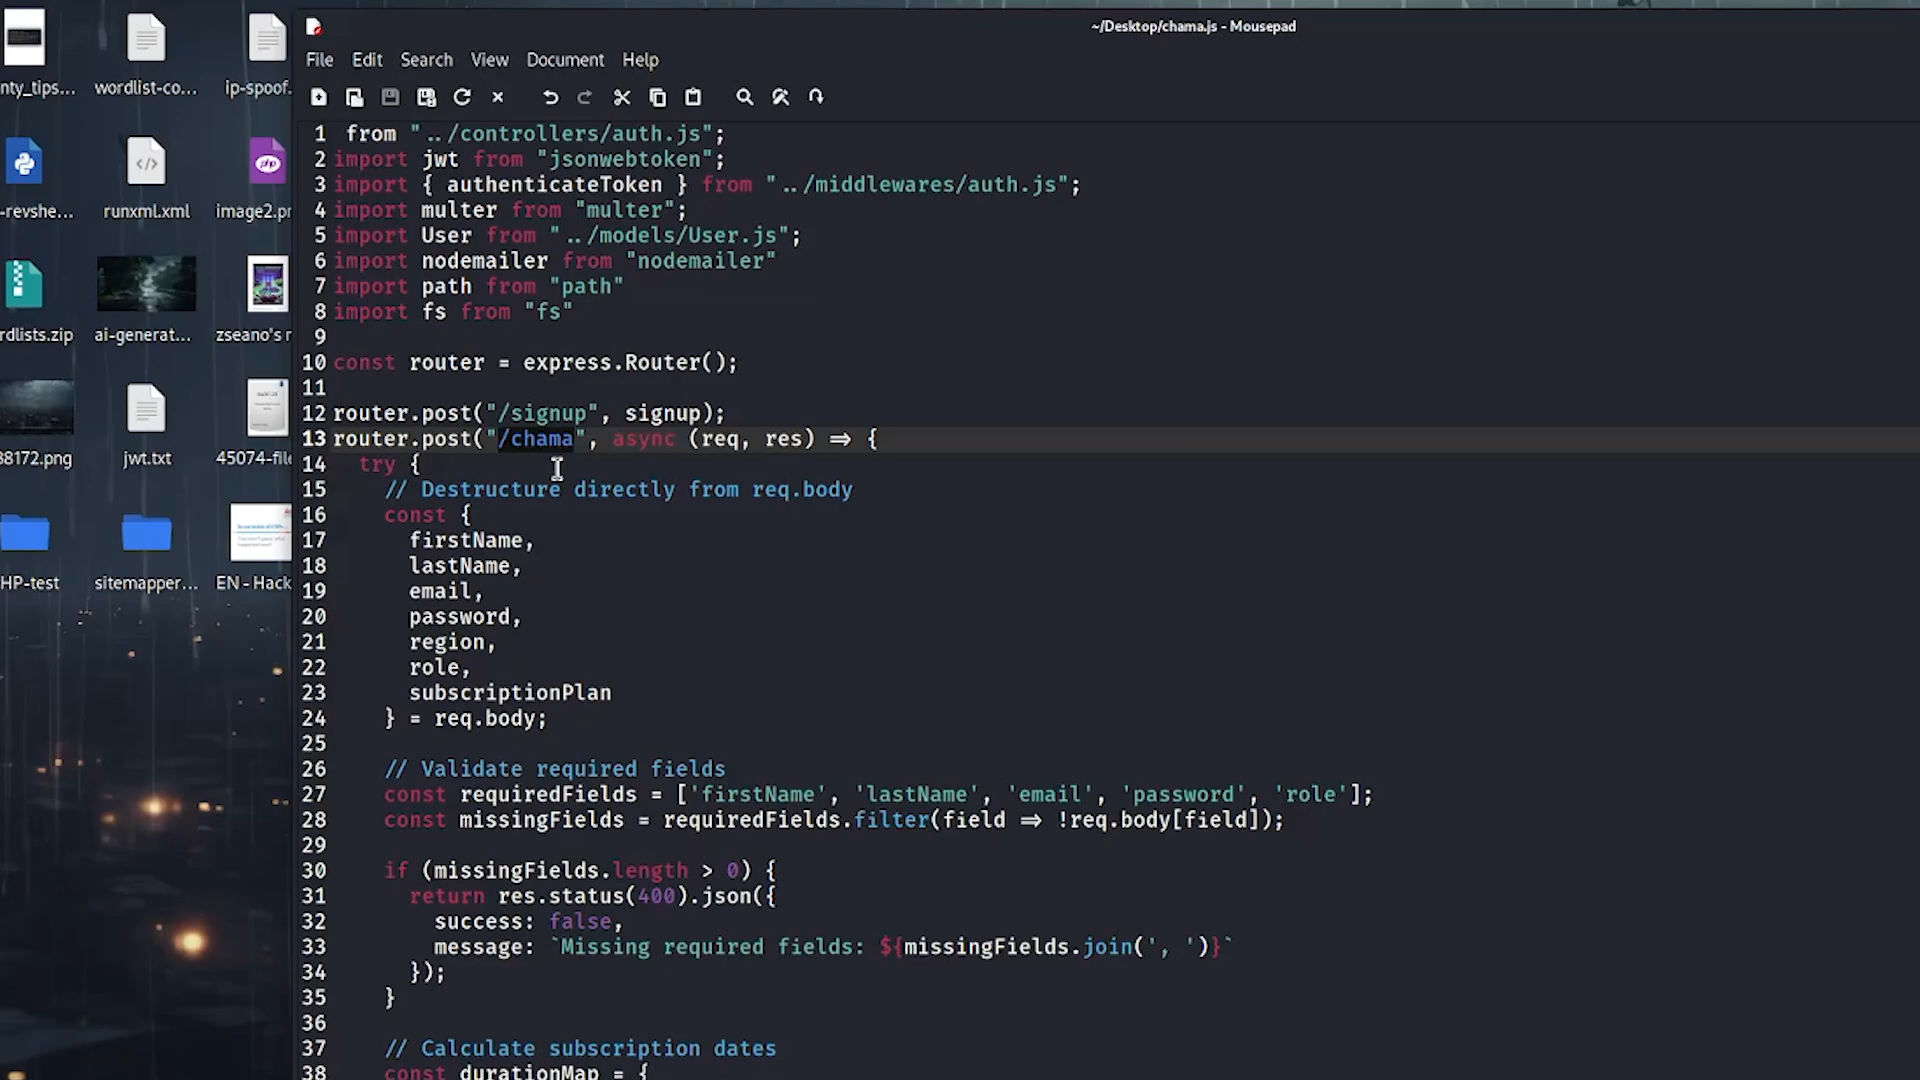 ~/Desktop/chama.js - Mousepad
File Edit Search View Document Help
nty_tips... wordlist-co... ip-spoof.
-revshe... runxml.xml image2.pr
rdlists.zip ai-generat... zseano's r
38172.png jwt.txt 45074-file
HP-test sitemapper... EN - Hack
1 from "../controllers/auth.js";
2 import jwt from "jsonwebtoken";
3 import { authenticateToken } from "../middlewares/auth.js";
4 import multer from "multer";
5 import User from "../models/User.js";
6 import nodemailer from "nodemailer"
7 import path from "path"
8 import fs from "fs"
9
10 const router = express.Router();
11
12 router.post("/signup", signup);
13 router.post("/chama", async (req, res) => {
14 try {
15 // Destructure directly from req.body
16 const {
17 firstName,
18 lastName,
19 email,
20 password,
21 region,
22 role,
23 subscriptionPlan
24 } = req.body;
25
26 // Validate required fields
27 const requiredFields = ['firstName', 'lastName', 'email', 'password', 'role'];
28 const missingFields = requiredFields.filter(field => !req.body[field]);
29
30 if (missingFields.length > 0) {
31 return res.status(400).json({
32 success: false,
33 message: `Missing required fields: ${missingFields.join(', ')}`
34 });
35 }
36
37 // Calculate subscription dates
38 const durationMap = {